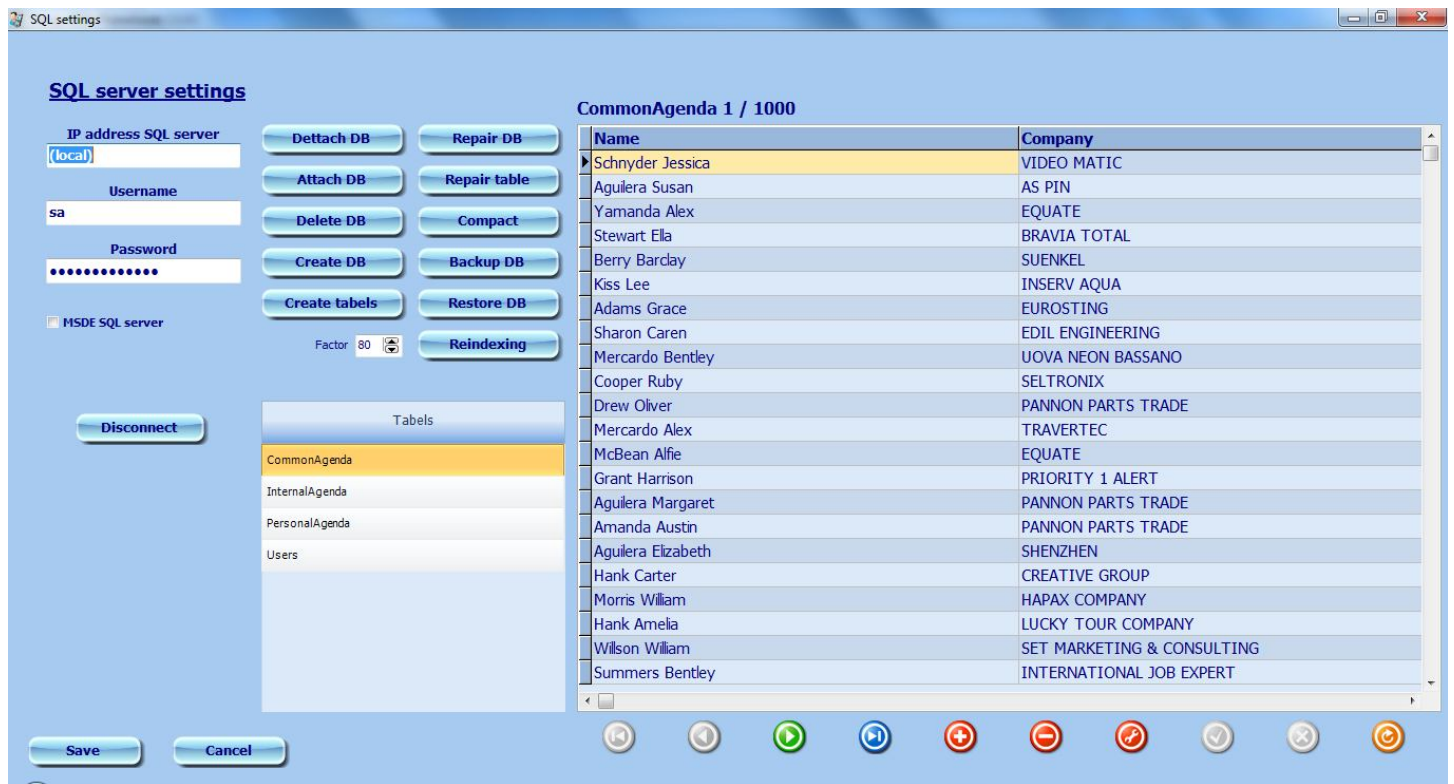 SQL settings
SQL server settings
IP address SQL server
(local)
Username
sa
Password
•••••••••••••
MSDE SQL server
Disconnect
Dettach DB
Repair DB
Attach DB
Repair table
Delete DB
Compact
Create DB
Backup DB
Create tabels
Restore DB
Factor 80
Reindexing
Tabels
CommonAgenda
InternalAgenda
PersonalAgenda
Users
CommonAgenda 1 / 1000
Name Company
Schnyder Jessica VIDEO MATIC
Aguilera Susan AS PIN
Yamanda Alex EQUATE
Stewart Ella BRAVIA TOTAL
Berry Barclay SUENKEL
Kiss Lee INSERV AQUA
Adams Grace EUROSTING
Sharon Caren EDIL ENGINEERING
Mercardo Bentley UOVA NEON BASSANO
Cooper Ruby SELTRONIX
Drew Oliver PANNON PARTS TRADE
Mercardo Alex TRAVERTEC
McBean Alfie EQUATE
Grant Harrison PRIORITY 1 ALERT
Aguilera Margaret PANNON PARTS TRADE
Amanda Austin PANNON PARTS TRADE
Aguilera Elizabeth SHENZHEN
Hank Carter CREATIVE GROUP
Morris William HAPAX COMPANY
Hank Amelia LUCKY TOUR COMPANY
Willson William SET MARKETING & CONSULTING
Summers Bentley INTERNATIONAL JOB EXPERT
Save
Cancel